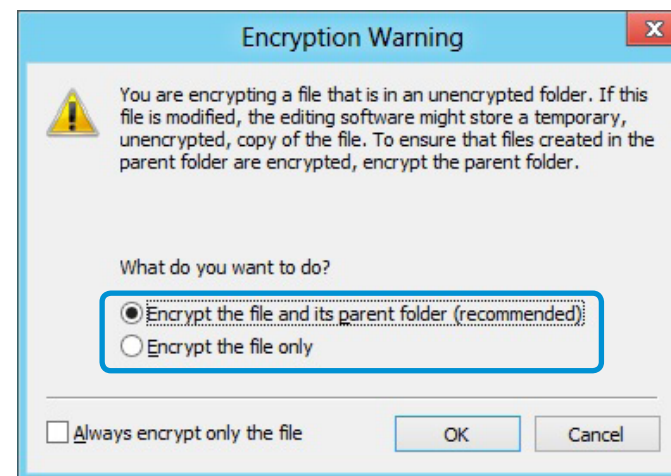 Encryption Warning
You are encrypting a file that is in an unencrypted folder. If this
file is modified, the editing software might store a temporary,
unencrypted, copy of the file. To ensure that files created in the
parent folder are encrypted, encrypt the parent folder.
What do you want to do?
Encrypt the file and its parent folder (recommended)
Encrypt the file only
Always encrypt only the file
OK
Cancel